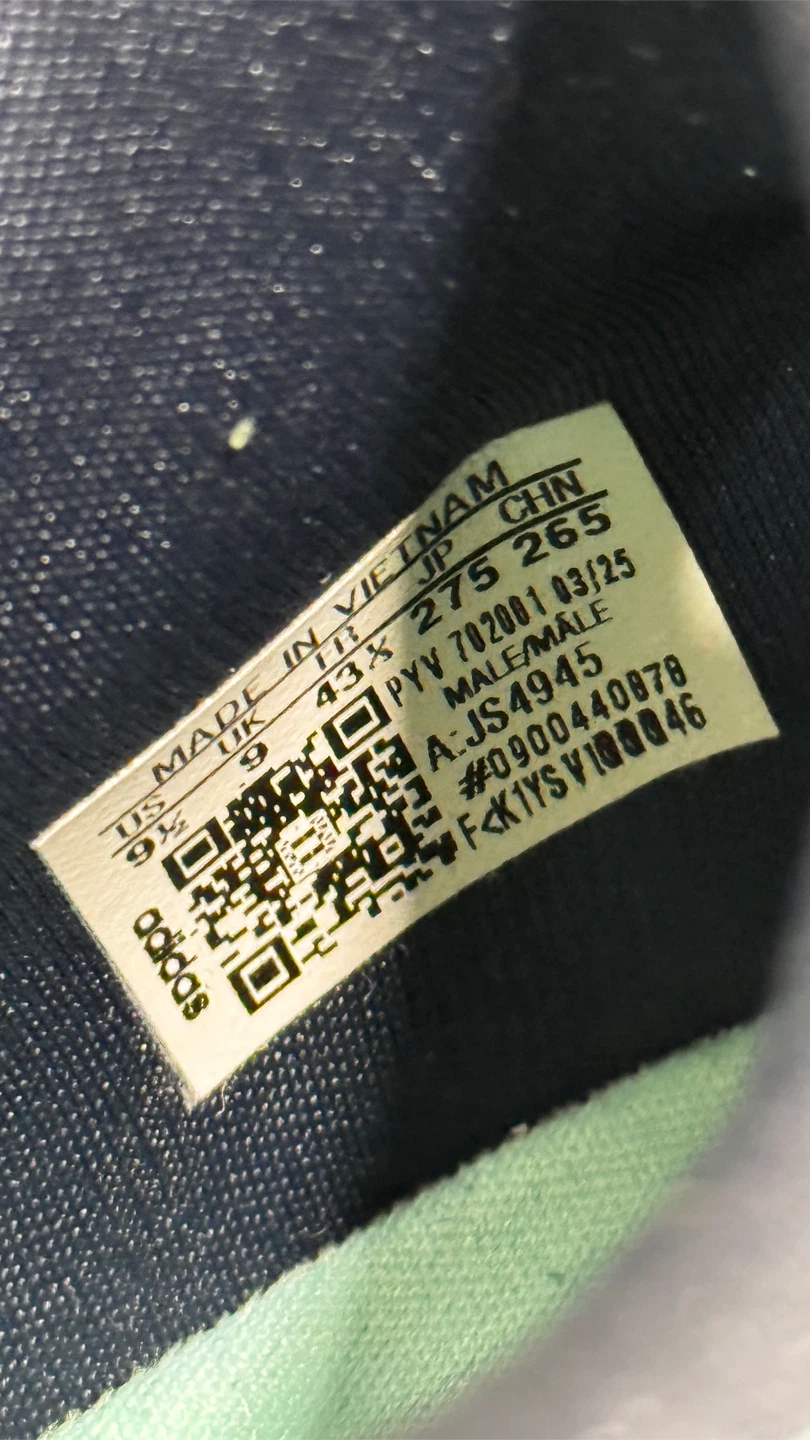 MADE IN VIETNAM
US UK FR JP CHN
9½ 9 43⅓ 275 265
PYV 702001 03/25
MALE/MÂLE
A:JS4945
#0900440878
adidas